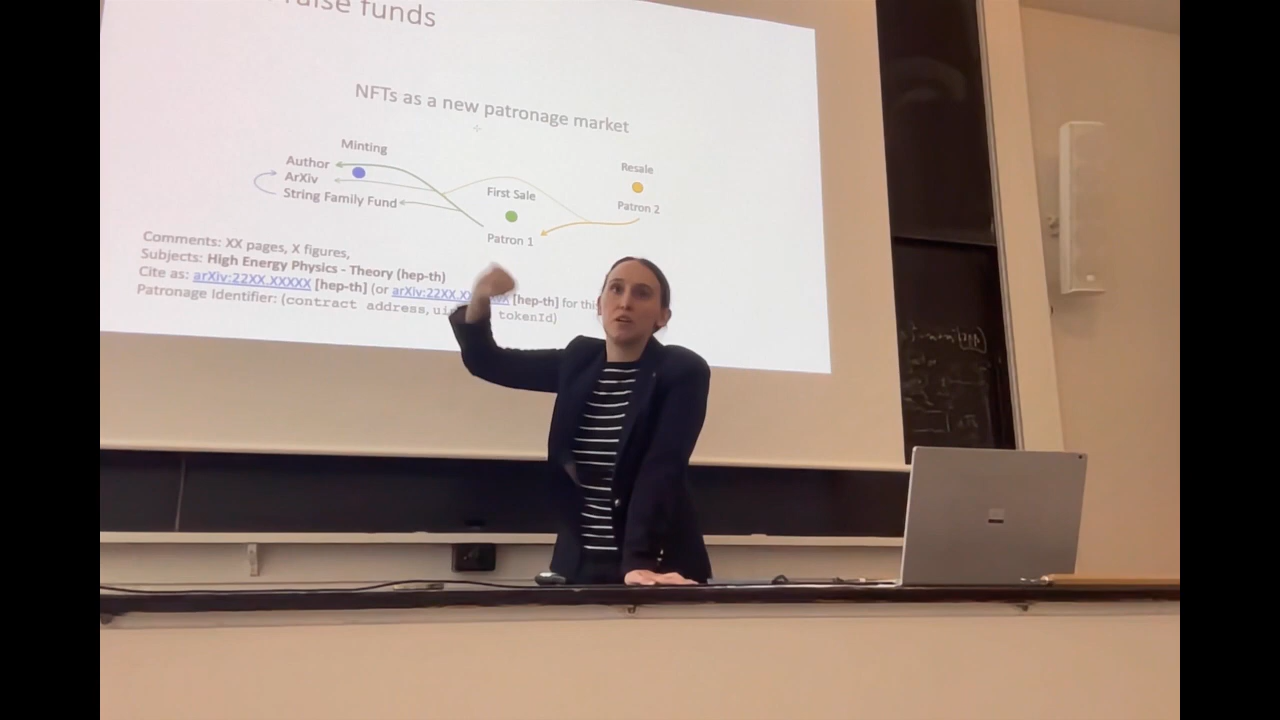 raise funds
NFTs as a new patronage market
Minting
Author
ArXiv
String Family Fund
First Sale
Patron 1
Resale
Patron 2
Comments: XX pages, X figures,
Subjects: High Energy Physics - Theory (hep-th)
Cite as: arXiv:22XX.XXXXX [hep-th] (or arXiv:22XX.XX [hep-th] for this
Patronage Identifier: (contract address, tokenId)